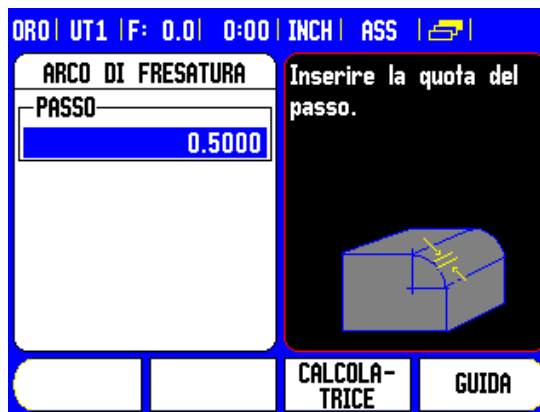 ORO| UT1 |F: 0.0| 0:00| INCH| ASS
ARCO DI FRESATURA
PASSO
0.5000
Inserire la quota del
passo.
CALCOLA-
TRICE
GUIDA